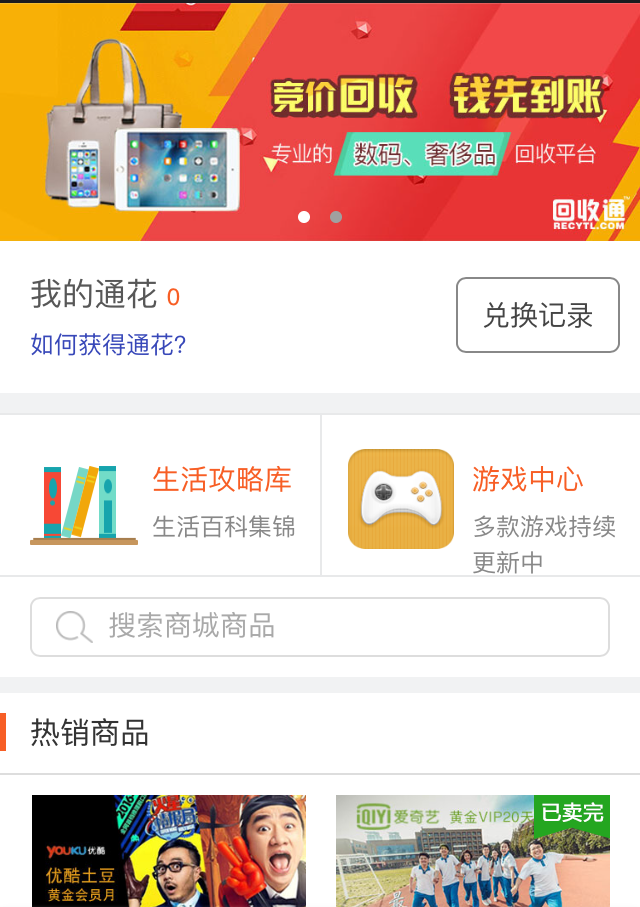 竞价回收 钱先到账
专业的 数码、奢侈品 回收平台
回收通
RECYTL.COM
我的通花 0
如何获得通花?
兑换记录
生活攻略库
生活百科集锦
游戏中心
多款游戏持续
更新中
搜索商城商品
热销商品
YOUKU 优酷
优酷土豆
黄金会员月
iQIYI 爱奇艺 黄金VIP20天
已卖完